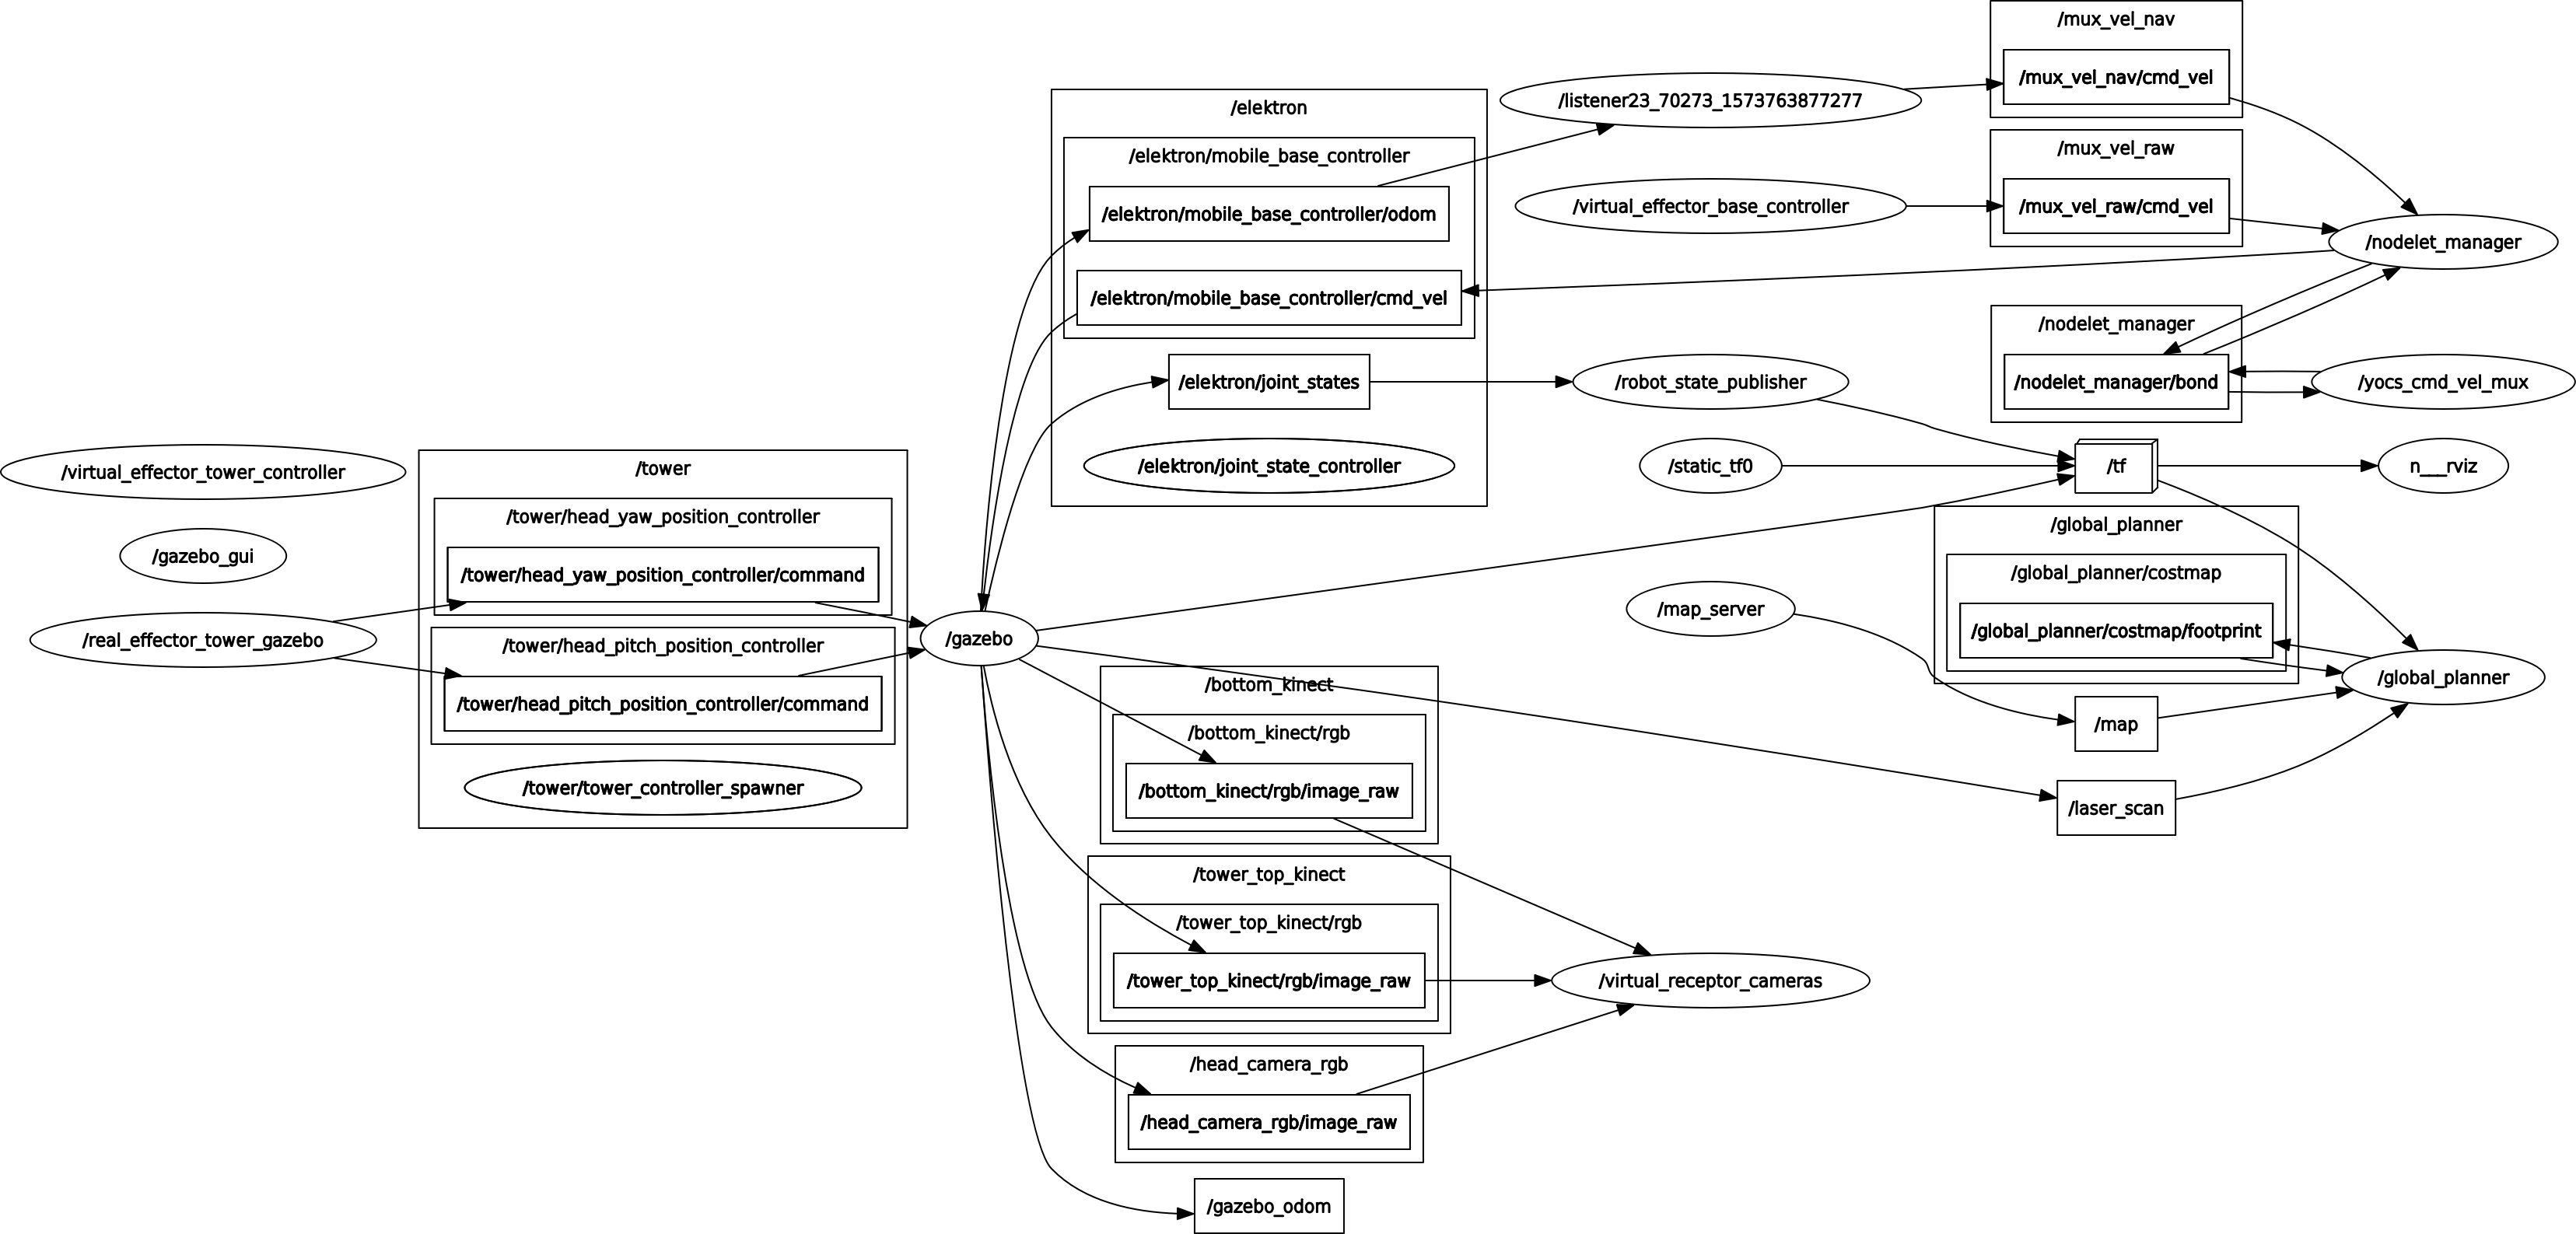 /virtual_effector_tower_controller
/gazebo_gui
/real_effector_tower_gazebo
/tower
/tower/head_yaw_position_controller
/tower/head_yaw_position_controller/command
/tower/head_pitch_position_controller
/tower/head_pitch_position_controller/command
/tower/tower_controller_spawner
/gazebo
/elektron
/elektron/mobile_base_controller
/elektron/mobile_base_controller/odom
/elektron/mobile_base_controller/cmd_vel
/elektron/joint_states
/elektron/joint_state_controller
/bottom_kinect
/bottom_kinect/rgb
/bottom_kinect/rgb/image_raw
/tower_top_kinect
/tower_top_kinect/rgb
/tower_top_kinect/rgb/image_raw
/head_camera_rgb
/head_camera_rgb/image_raw
/gazebo_odom
/listener23_70273_1573763877277
/virtual_effector_base_controller
/robot_state_publisher
/static_tf0
/map_server
/virtual_receptor_cameras
/mux_vel_nav
/mux_vel_nav/cmd_vel
/mux_vel_raw
/mux_vel_raw/cmd_vel
/nodelet_manager
/nodelet_manager/bond
/tf
/global_planner
/global_planner/costmap
/global_planner/costmap/footprint
/map
/laser_scan
/nodelet_manager
/yocs_cmd_vel_mux
n___rviz
/global_planner